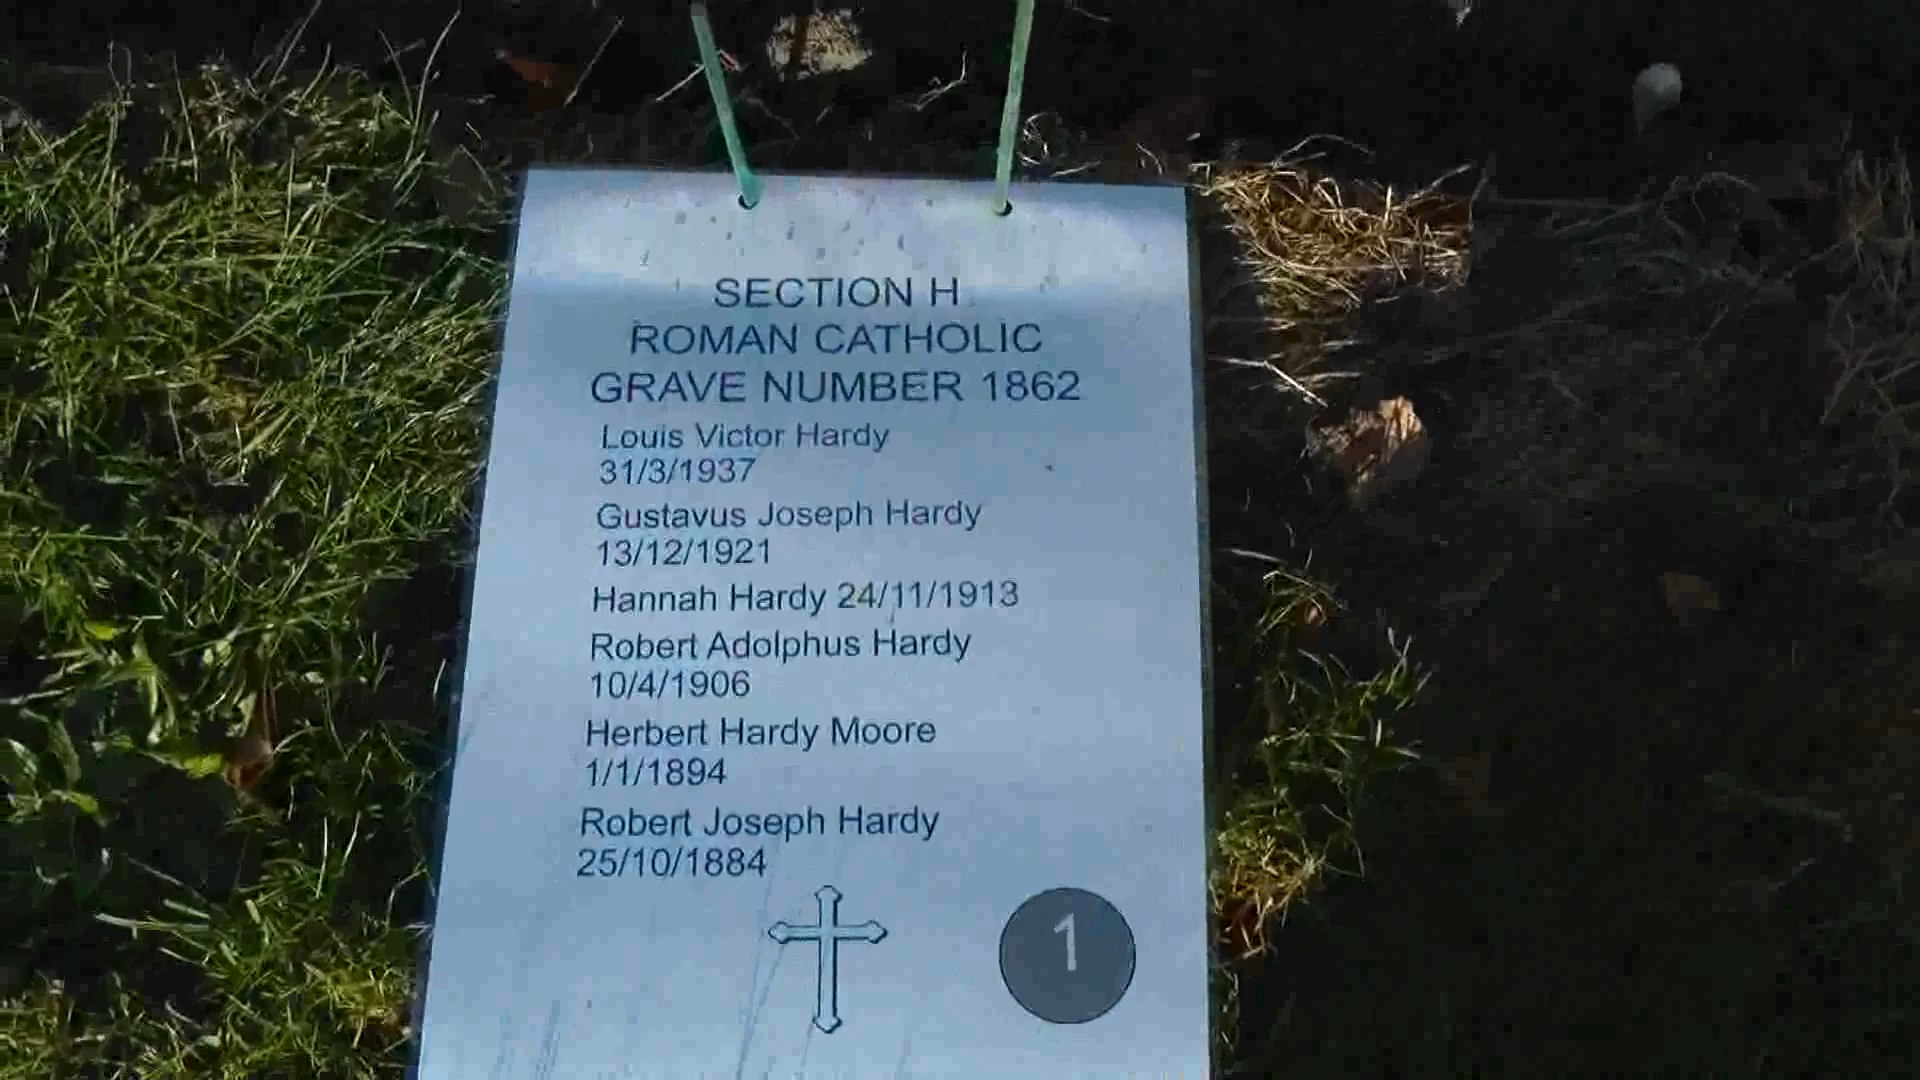 SECTION H
ROMAN CATHOLIC
GRAVE NUMBER 1862
Louis Victor Hardy
31/3/1937
Gustavus Joseph Hardy
13/12/1921
Hannah Hardy 24/11/1913
Robert Adolphus Hardy
10/4/1906
Herbert Hardy Moore
1/1/1894
Robert Joseph Hardy
25/10/1884
1